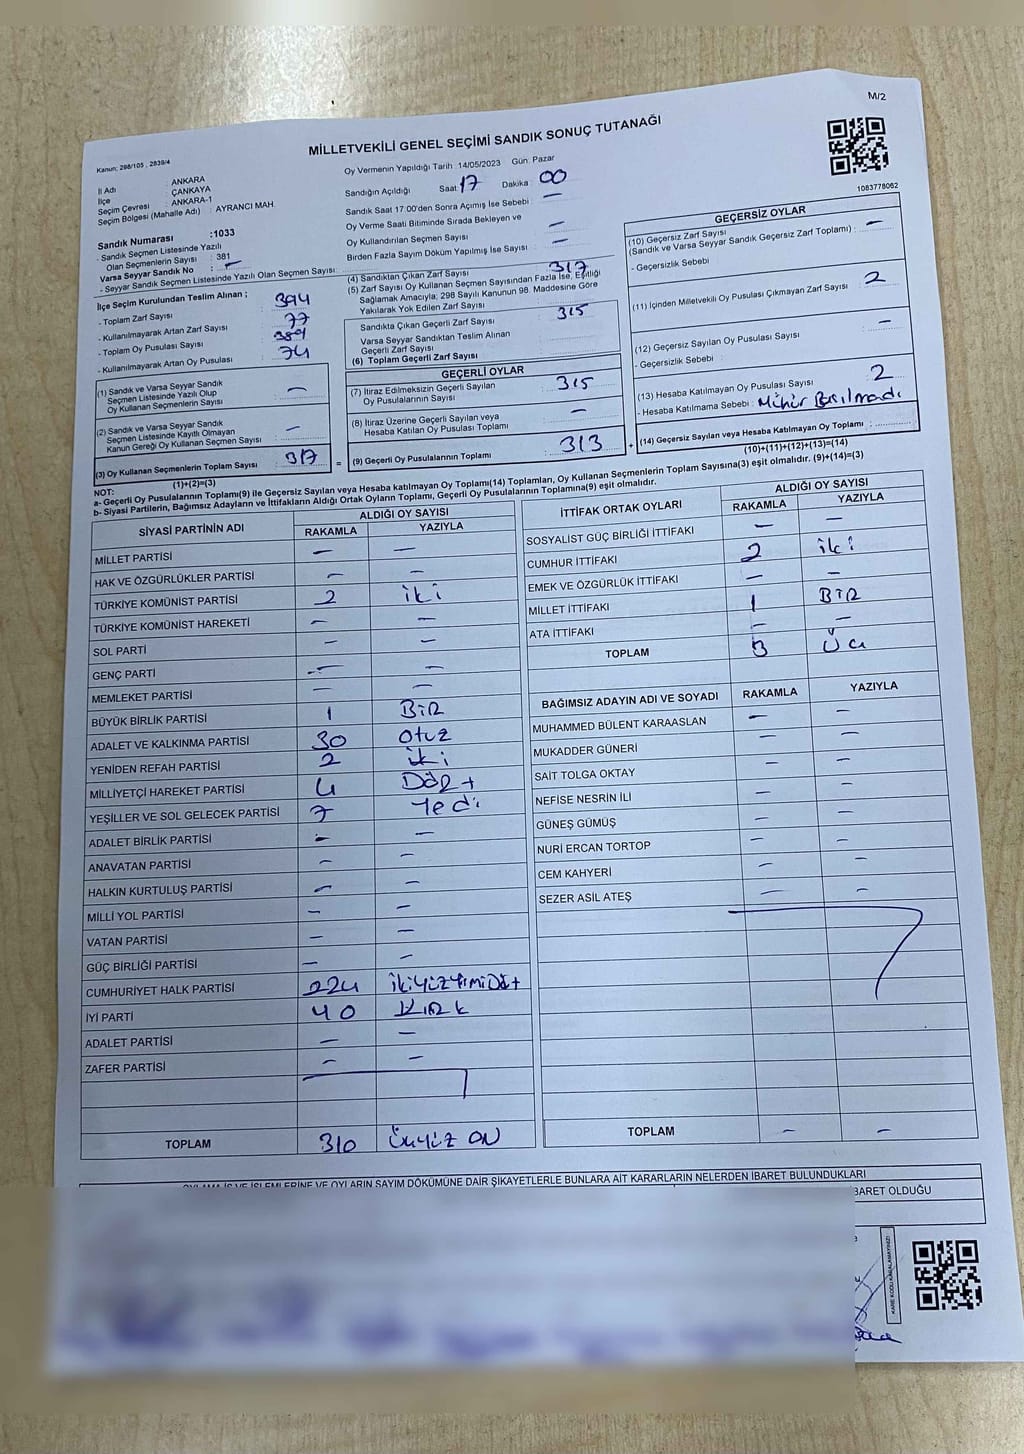 M/2
MİLLETVEKİLİ GENEL SEÇİMİ SANDIK SONUÇ TUTANAĞI
Kanun: 298/105 , 2839/4
İl Adı : ANKARA
İlçe : ÇANKAYA
Seçim Çevresi : ANKARA-1
Seçim Bölgesi (Mahalle Adı) : AYRANCI MAH.
Sandık Numarası :1033
- Sandık Seçmen Listesinde Yazılı
Olan Seçmenlerin Sayısı : 381
Varsa Seyyar Sandık No : –
- Seyyar Sandık Seçmen Listesinde Yazılı Olan Seçmen Sayısı:
İlçe Seçim Kurulundan Teslim Alınan ;
- Toplam Zarf Sayısı : 394
- Kullanılmayarak Artan Zarf Sayısı : 77
- Toplam Oy Pusulası Sayısı : 389
- Kullanılmayarak Artan Oy Pusulası : 74
(1) Sandık ve Varsa Seyyar Sandık
Seçmen Listesinde Yazılı Olup
Oy Kullanan Seçmenlerin Sayısı : –
(2) Sandık ve Varsa Seyyar Sandık
Seçmen Listesinde Kayıtlı Olmayan
Kanun Gereği Oy Kullanan Seçmen Sayısı : –
(3) Oy Kullanan Seçmenlerin Toplam Sayısı : 317
(1)+(2)=(3)
Oy Vermenin Yapıldığı Tarih :14/05/2023 Gün: Pazar
Sandığın Açıldığı Saat: 17 Dakika : 00
Sandık Saat 17:00'den Sonra Açımış İse Sebebi : –
Oy Verme Saati Bitiminde Sırada Bekleyen ve
Oy Kullandırılan Seçmen Sayısı : –
Birden Fazla Sayım Döküm Yapılmış İse Sayısı : –
(4) Sandıktan Çıkan Zarf Sayısı : 317
(5) Zarf Sayısı Oy Kullanan Seçmen Sayısından Fazla İse, Eşitliği
Sağlamak Amacıyla; 298 Sayılı Kanunun 98. Maddesine Göre
Yakılarak Yok Edilen Zarf Sayısı :
Sandıkta Çıkan Geçerli Zarf Sayısı : 315
Varsa Seyyar Sandıktan Teslim Alınan
Geçerli Zarf Sayısı :
(6) Toplam Geçerli Zarf Sayısı :
GEÇERLİ OYLAR
(7) İtiraz Edilmeksizin Geçerli Sayılan
Oy Pusulalarının Sayısı : 315
(8) İtiraz Üzerine Geçerli Sayılan veya
Hesaba Katılan Oy Pusulası Toplamı : –
= (9) Geçerli Oy Pusulalarının Toplamı : 313 +
1083778062
GEÇERSİZ OYLAR
(10) Geçersiz Zarf Sayısı
(Sandık ve Varsa Seyyar Sandık Geçersiz Zarf Toplamı) : –
- Geçersizlik Sebebi :
(11) İçinden Milletvekili Oy Pusulası Çıkmayan Zarf Sayısı : 2
(12) Geçersiz Sayılan Oy Pusulası Sayısı : –
- Geçersizlik Sebebi :
(13) Hesaba Katılmayan Oy Pusulası Sayısı : 2
- Hesaba Katılmama Sebebi : Mühür Basılmadı
(14) Geçersiz Sayılan veya Hesaba Katılmayan Oy Toplamı :
(10)+(11)+(12)+(13)=(14)
NOT:
a- Geçerli Oy Pusulalarının Toplamı(9) ile Geçersiz Sayılan veya Hesaba katılmayan Oy Toplamı(14) Toplamları, Oy Kullanan Seçmenlerin Toplam Sayısına(3) eşit olmalıdır. (9)+(14)=(3)
b- Siyasi Partilerin, Bağımsız Adayların ve İttifakların Aldığı Ortak Oyların Toplamı, Geçerli Oy Pusulalarının Toplamına(9) eşit olmalıdır.
SİYASİ PARTİNİN ADI ALDIĞI OY SAYISI
RAKAMLA YAZIYLA
MİLLET PARTİSİ – –
HAK VE ÖZGÜRLÜKLER PARTİSİ – –
TÜRKİYE KOMÜNİST PARTİSİ 2 iki
TÜRKİYE KOMÜNİST HAREKETİ – –
SOL PARTİ – –
GENÇ PARTİ – –
MEMLEKET PARTİSİ – –
BÜYÜK BİRLİK PARTİSİ 1 BİR
ADALET VE KALKINMA PARTİSİ 30 otuz
YENİDEN REFAH PARTİSİ 2 iki
MİLLİYETÇİ HAREKET PARTİSİ 4 Dört
YEŞİLLER VE SOL GELECEK PARTİSİ 7 Yedi
ADALET BİRLİK PARTİSİ – –
ANAVATAN PARTİSİ – –
HALKIN KURTULUŞ PARTİSİ – –
MİLLİ YOL PARTİSİ – –
VATAN PARTİSİ – –
GÜÇ BİRLİĞİ PARTİSİ – –
CUMHURİYET HALK PARTİSİ 224 ikiyüzyirmiDört
İYİ PARTİ 40 KIRK
ADALET PARTİSİ – –
ZAFER PARTİSİ – –
TOPLAM 310 üçyüz ON
İTTİFAK ORTAK OYLARI ALDIĞI OY SAYISI
RAKAMLA YAZIYLA
SOSYALİST GÜÇ BİRLİĞİ İTTİFAKI – –
CUMHUR İTTİFAKI 2 iki
EMEK VE ÖZGÜRLÜK İTTİFAKI – –
MİLLET İTTİFAKI 1 BİR
ATA İTTİFAKI – –
TOPLAM 3 Üç
BAĞIMSIZ ADAYIN ADI VE SOYADI RAKAMLA YAZIYLA
MUHAMMED BÜLENT KARAASLAN – –
MUKADDER GÜNERİ – –
SAİT TOLGA OKTAY – –
NEFİSE NESRİN İLİ – –
GÜNEŞ GÜMÜŞ – –
NURİ ERCAN TORTOP – –
CEM KAHYERİ – –
SEZER ASİL ATEŞ – –
TOPLAM – –
OYLAMA İŞ VE İŞLEMLERİNE VE OYLARIN SAYIM DÖKÜMÜNE DAİR ŞİKAYETLERLE BUNLARA AİT KARARLARIN NELERDEN İBARET BULUNDUKLARI
BARET OLDUĞU
KARE KODU KARALAMAYINIZ!